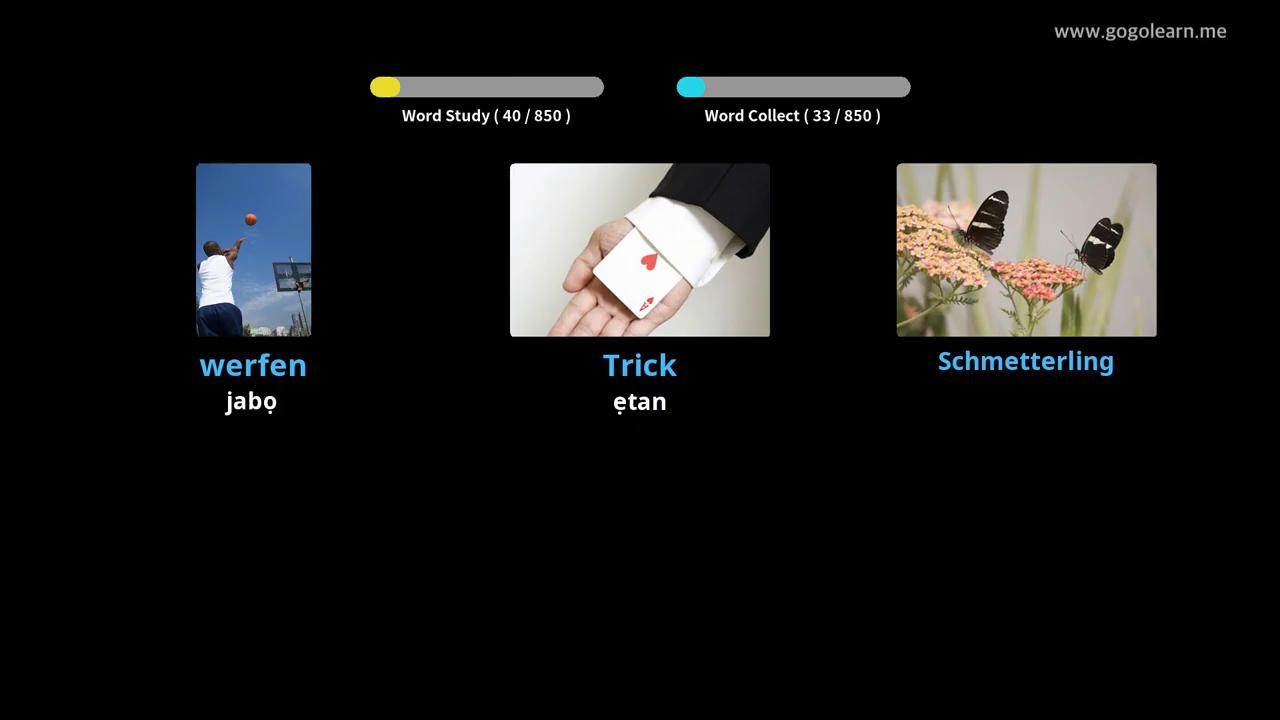 www.gogolearn.me
Word Study ( 40 / 850 )
Word Collect ( 33 / 850 )
werfen
jabọ
Trick
ẹtan
Schmetterling